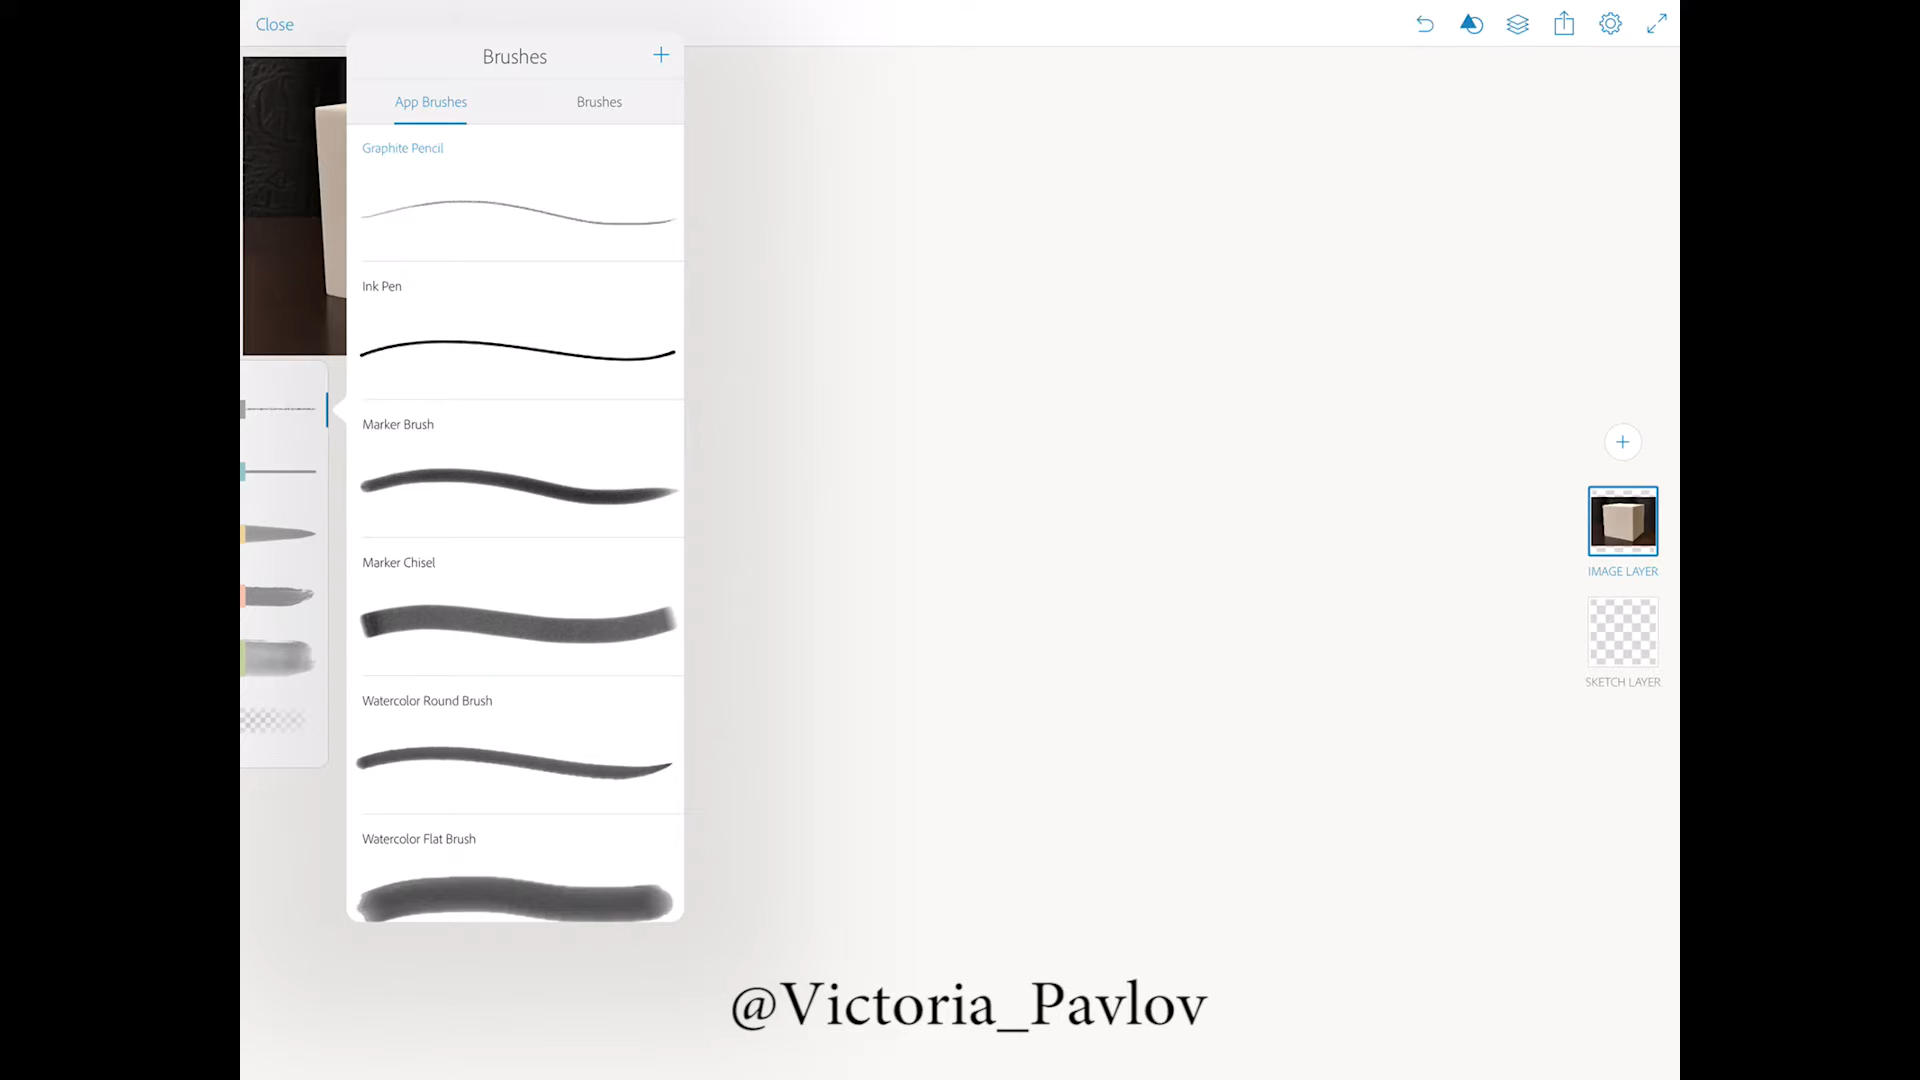 Close
Brushes
App Brushes
Brushes
Graphite Pencil
Ink Pen
Marker Brush
Marker Chisel
Watercolor Round Brush
Watercolor Flat Brush
IMAGE LAYER
SKETCH LAYER
@Victoria_Pavlov